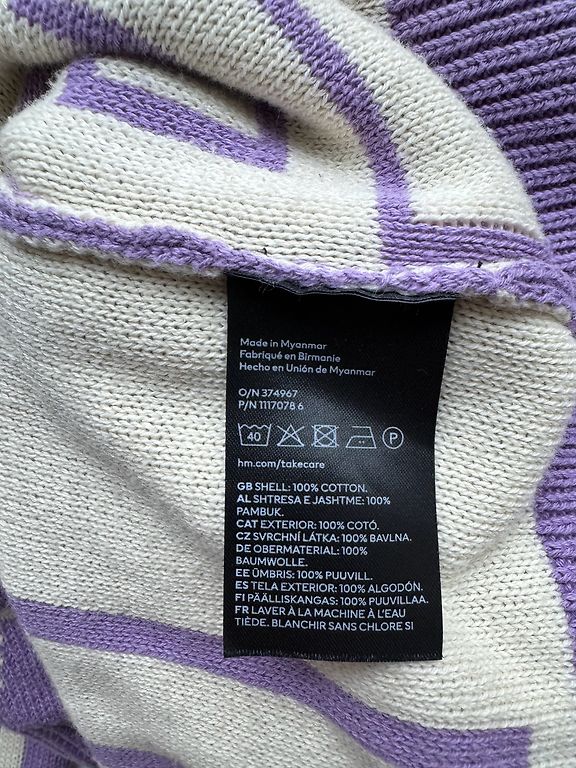 Made in Myanmar
Fabriqué en Birmanie
Hecho en Unión de Myanmar
O/N 374967
P/N 1117078 6
40 P
hm.com/takecare
GB SHELL: 100% COTTON.
AL SHTRESA E JASHTME: 100%
PAMBUK.
CAT EXTERIOR: 100% COTÓ.
CZ SVRCHNÍ LÁTKA: 100% BAVLNA.
DE OBERMATERIAL: 100%
BAUMWOLLE.
EE ÜMBRIS: 100% PUUVILL.
ES TELA EXTERIOR: 100% ALGODÓN.
FI PÄÄLLISKANGAS: 100% PUUVILLAA.
FR LAVER À LA MACHINE À L'EAU
TIÈDE. BLANCHIR SANS CHLORE SI